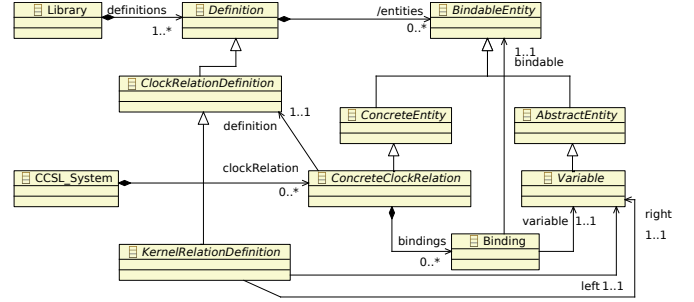 Library
definitions
1..*
Definition
/entities
0..*
BindableEntity
1..1
bindable
ClockRelationDefinition
1..1
definition
ConcreteEntity
AbstractEntity
CCSL_System
clockRelation
0..*
ConcreteClockRelation
Variable
variable
1..1
right
1..1
bindings
0..*
Binding
KernelRelationDefinition
left 1..1